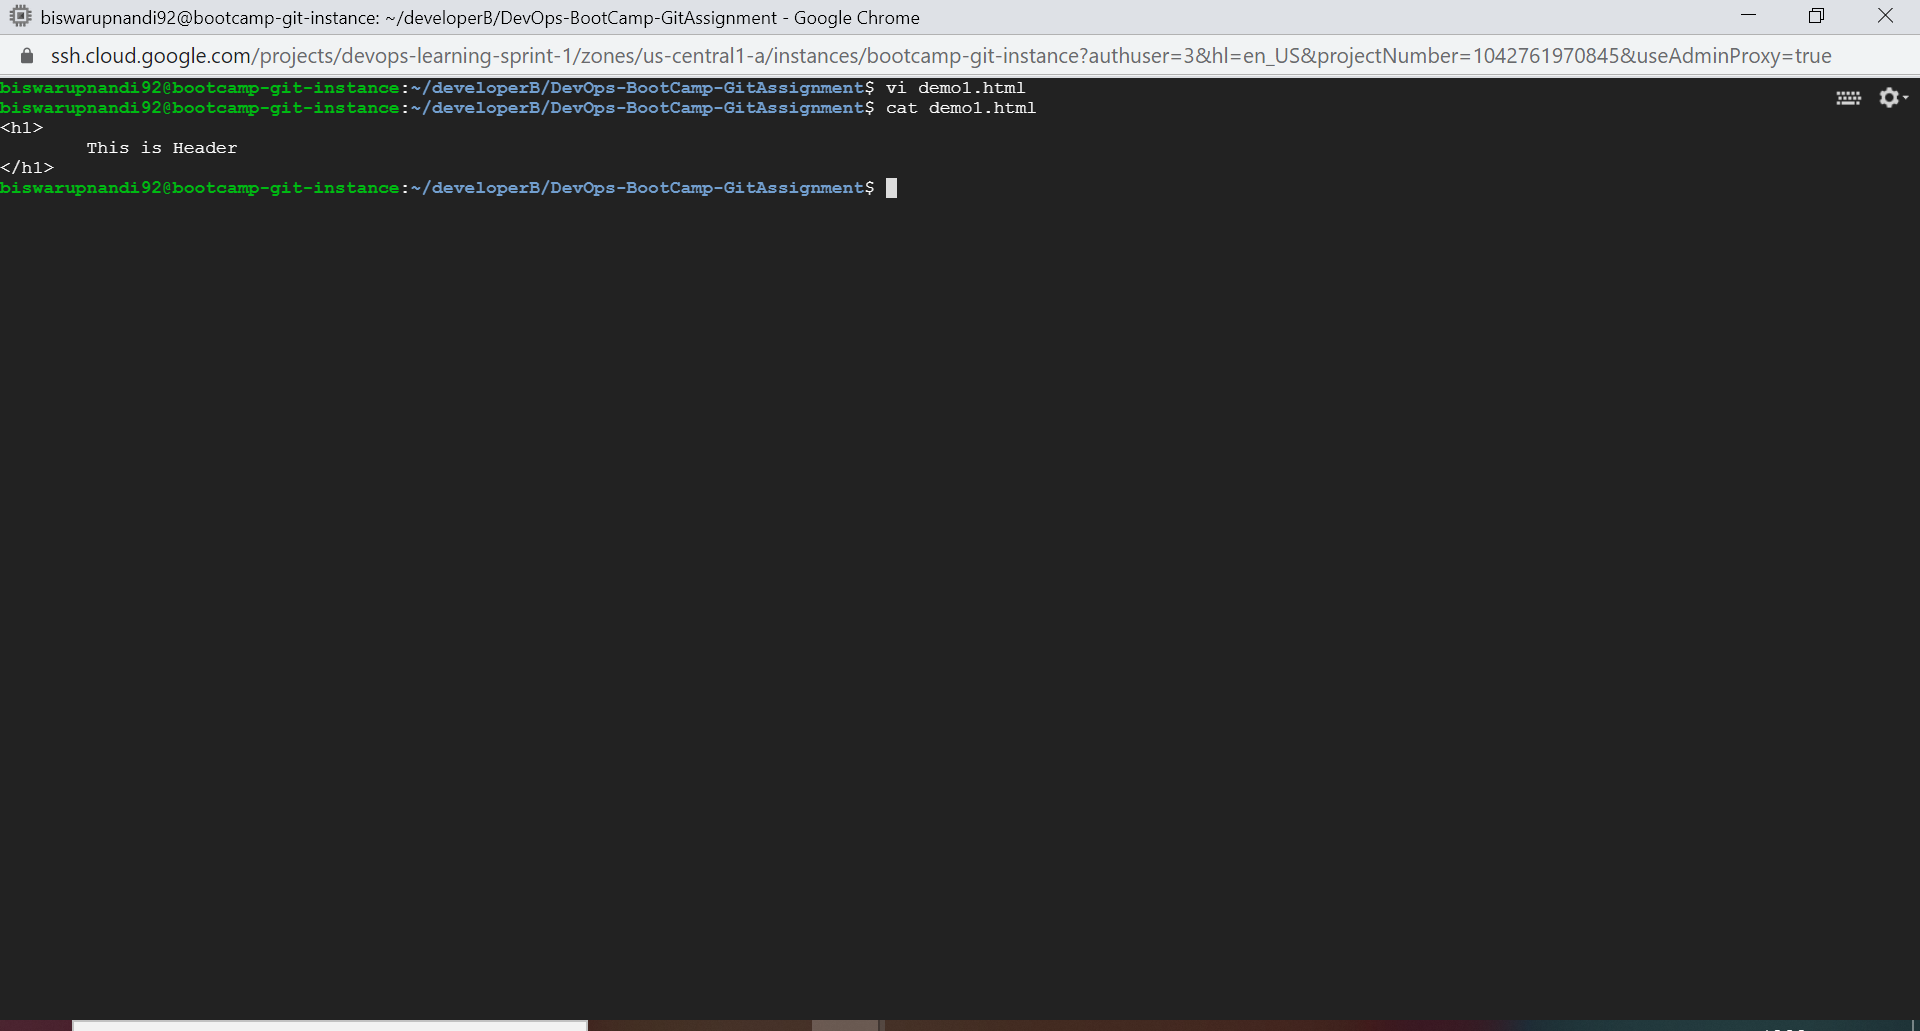 biswarupnandi92@bootcamp-git-instance: ~/developerB/DevOps-BootCamp-GitAssignment - Google Chrome
ssh.cloud.google.com/projects/devops-learning-sprint-1/zones/us-central1-a/instances/bootcamp-git-instance?authuser=3&hl=en_US&projectNumber=1042761970845&useAdminProxy=true
biswarupnandi92@bootcamp-git-instance:~/developerB/DevOps-BootCamp-GitAssignment$ vi demo1.html
biswarupnandi92@bootcamp-git-instance:~/developerB/DevOps-BootCamp-GitAssignment$ cat demo1.html
<h1>
        This is Header
</h1>
biswarupnandi92@bootcamp-git-instance:~/developerB/DevOps-BootCamp-GitAssignment$